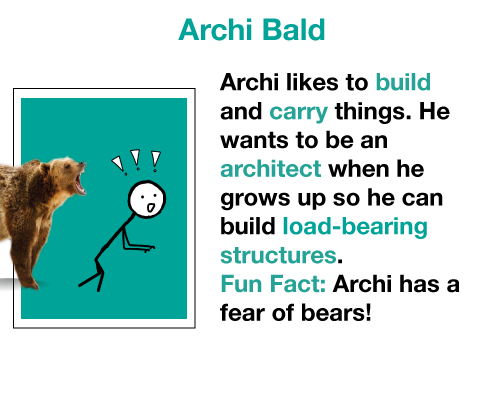 Archi Bald
Archi likes to build
and carry things. He
wants to be an
architect when he
grows up so he can
build load-bearing
structures.
Fun Fact: Archi has a
fear of bears!
!!!